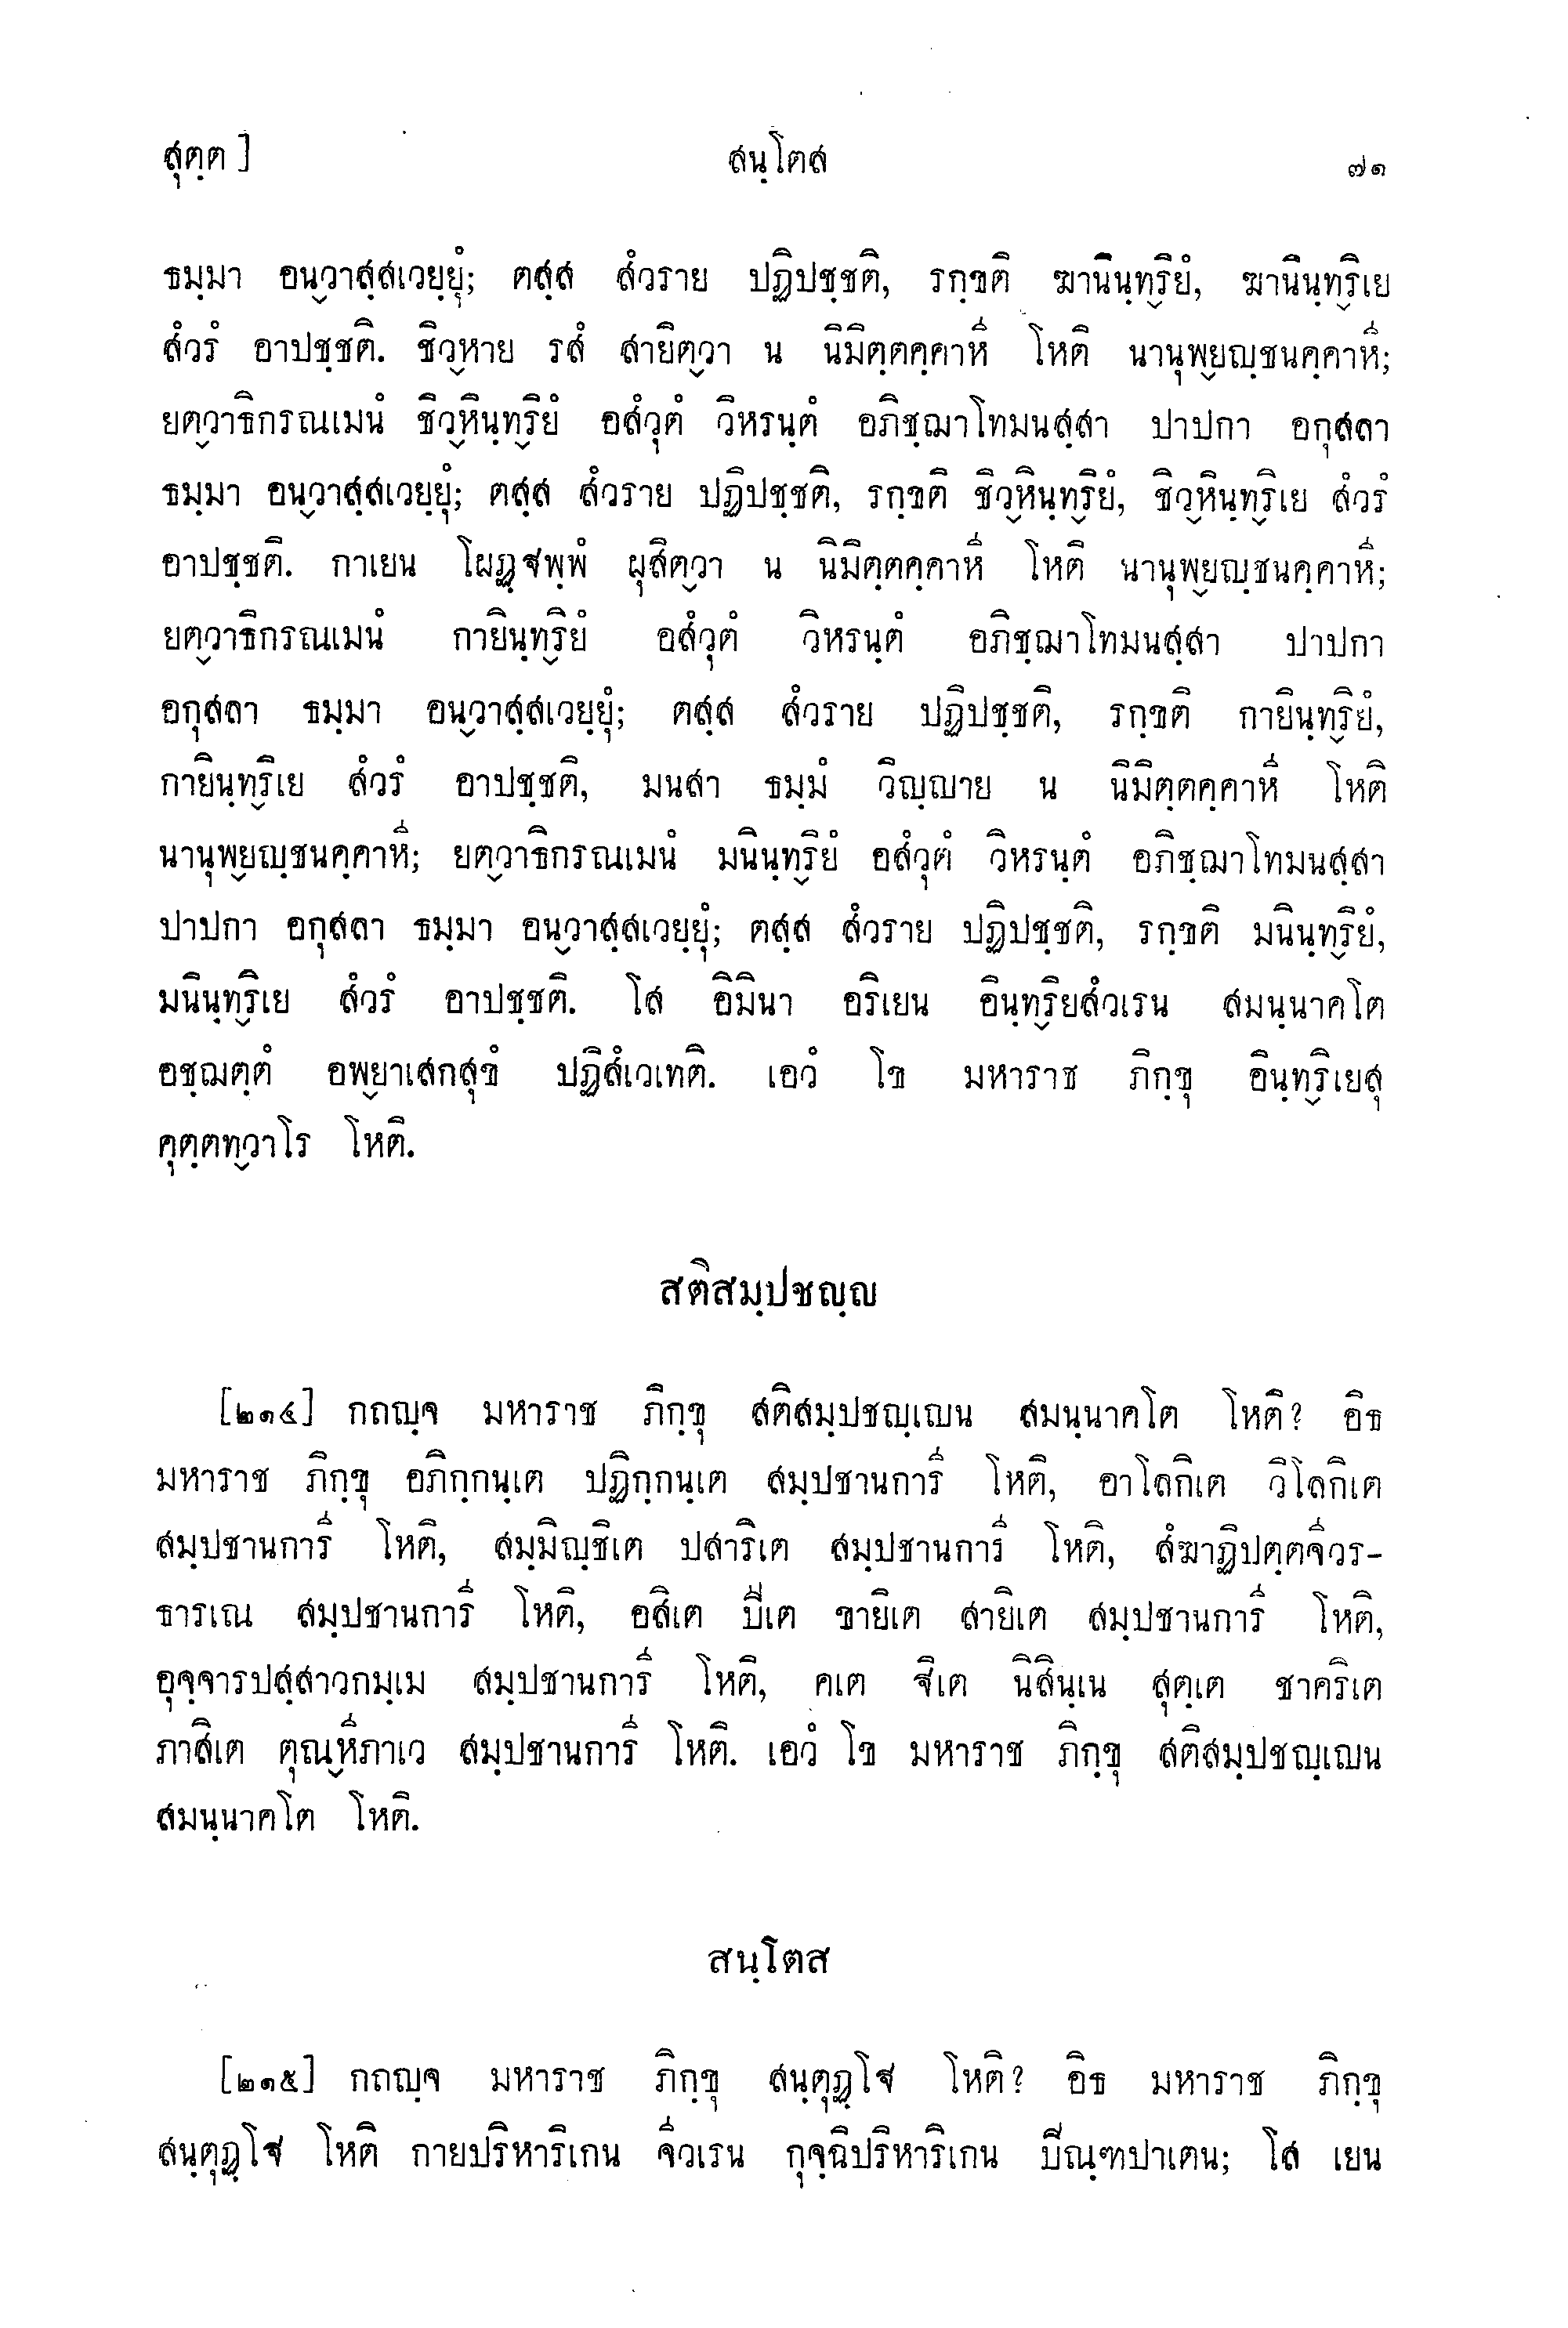 สุตฺต ]	สนฺโตส	๗๑
ธมฺมา อนฺ๎วาสฺสเวยฺยุํ; ตสฺส สํวราย ปฏิปชฺชติ, รกฺขติ ฆานินฺท๎ริยํ, ฆานินฺท๎ริเย
สํวรํ อาปชฺชติ. ชิว๎หาย รสํ สายิต๎วา น นิมิตฺตคฺคาหี โหติ นานุพ๎ยญฺชนคฺคาหี;
ยต๎วาธิกรณเมนํ ชิว๎หินฺท๎ริยํ อสํวุตํ วิหรนฺตํ อภิชฺฌาโทมนสฺสา ปาปกา อกุสลา
ธมฺมา อน๎วาสฺสเวยฺยุํ; ตสฺส สํวราย ปฏิปชฺชติ, รกฺขติ ชิว๎หินฺท๎ริยํ, ชิว๎หินฺท๎ริเย สํวรํ
อาปชฺชติ. กาเยน โผฏฺฐพฺพํ ผุสิต๎วา น นิมิตฺตคฺคาหี โหติ นานุพ๎ยญฺชนคฺคาหี;
ยต๎วาธิกรณเมนํ กายินฺท๎ริยํ อสํวุตํ วิหรนฺตํ อภิชฺฌาโทมนสฺสา ปาปกา
อกุสลา ธมฺมา อน๎วาสฺสเวยฺยุํ; ตสฺส สํวราย ปฏิปชฺชติ, รกฺขติ กายินฺท๎ริยํ,
กายินฺท๎ริเย สํวรํ อาปชฺชติ, มนสา ธมฺมํ วิญฺญาย น นิมิตฺตคฺคาหี โหติ
นานุพ๎ยญฺชนคฺคาหี; ยต๎วาธิกรณเมนํ มนินฺท๎ริยํ อสํวุตํ วิหรนฺตํ อภิชฺฌาโทมนสฺสา
ปาปกา อกุสลา ธมฺมา อน๎วาสฺสเวยฺยุํ; ตสฺส สํวราย ปฏิปชฺชติ, รกฺขติ มนินฺท๎ริยํ,
มนินฺท๎ริเย สํวรํ อาปชฺชติ. โส อิมินา อริเยน อินฺท๎ริยสํวเรน สมนฺนาคโต
อชฺฌตฺตํ อพ๎ยาเสกสุขํ ปฏิสํเวเทติ. เอวํ โข มหาราช ภิกฺขุ อินฺท๎ริเยสุ
คุตฺตท๎วาโร โหติ.
สติสมฺปชญฺญ
[๒๑๔] กถญฺจ มหาราช ภิกฺขุ สติสมฺปชญฺเญน สมนฺนาคโต โหติ? อิธ
มหาราช ภิกฺขุ อภิกฺกนฺเต ปฏิกฺกนฺเต สมฺปชานการี โหติ, อาโลกิเต วิโลกิเต
สมฺปชานการี โหติ, สมฺมิญฺชิเต ปสาริเต สมฺปชานการี โหติ, สํฆาฏิปตฺตจีวร-
ธารเณ สมฺปชานการี โหติ, อสิเต ปีเต ขายิเต สายิเต สมฺปชานการี โหติ,
อุจฺจารปสฺสาวกมฺเม สมฺปชานการี โหติ, คเต ฐิเต นิสินฺเน สุตฺเต ชาคริเต
ภาสิเต ตุณ๎หีภาเว สมฺปชานการี โหติ. เอวํ โข มหาราช ภิกฺขุ สติสมฺปชญฺเญน
สมนฺนาคโต โหติ.
สนฺโตส
[๒๑๕] กถญฺจ มหาราช ภิกฺขุ สนฺตุฏฺโฐ โหติ? อิธ มหาราช ภิกฺขุ
สนฺตุฏฺโฐ โหติ กายปริหาริเกน จีวเรน กุจฺฉิปริหาริเกน ปิณฺฑปาเตน; โส เยน